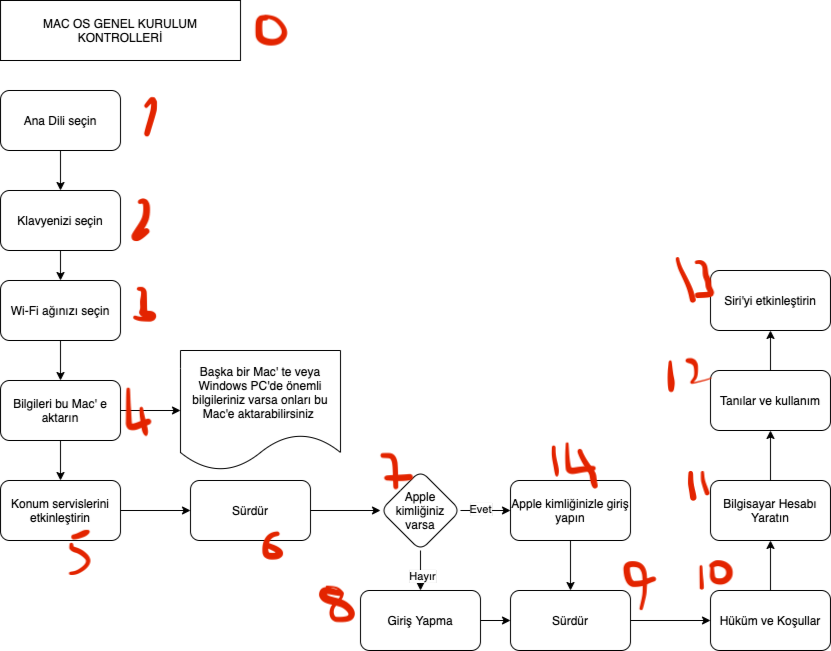 MAC OS GENEL KURULUM
KONTROLLERİ
0
Ana Dili seçin
1
Klavyenizi seçin
2
Wi-Fi ağınızı seçin
3
Bilgileri bu Mac' e
aktarın
4
Başka bir Mac' te veya
Windows PC'de önemli
bilgileriniz varsa onları bu
Mac'e aktarabilirsiniz
Konum servislerini
etkinleştirin
5
Sürdür
6
7
Apple
kimliğiniz
varsa
Evet
Hayır
8
Giriş Yapma
14
Apple kimliğinizle giriş
yapın
Sürdür
9
10
Hüküm ve Koşullar
11
Bilgisayar Hesabı
Yaratın
12
Tanılar ve kullanım
13
Siri'yi etkinleştirin